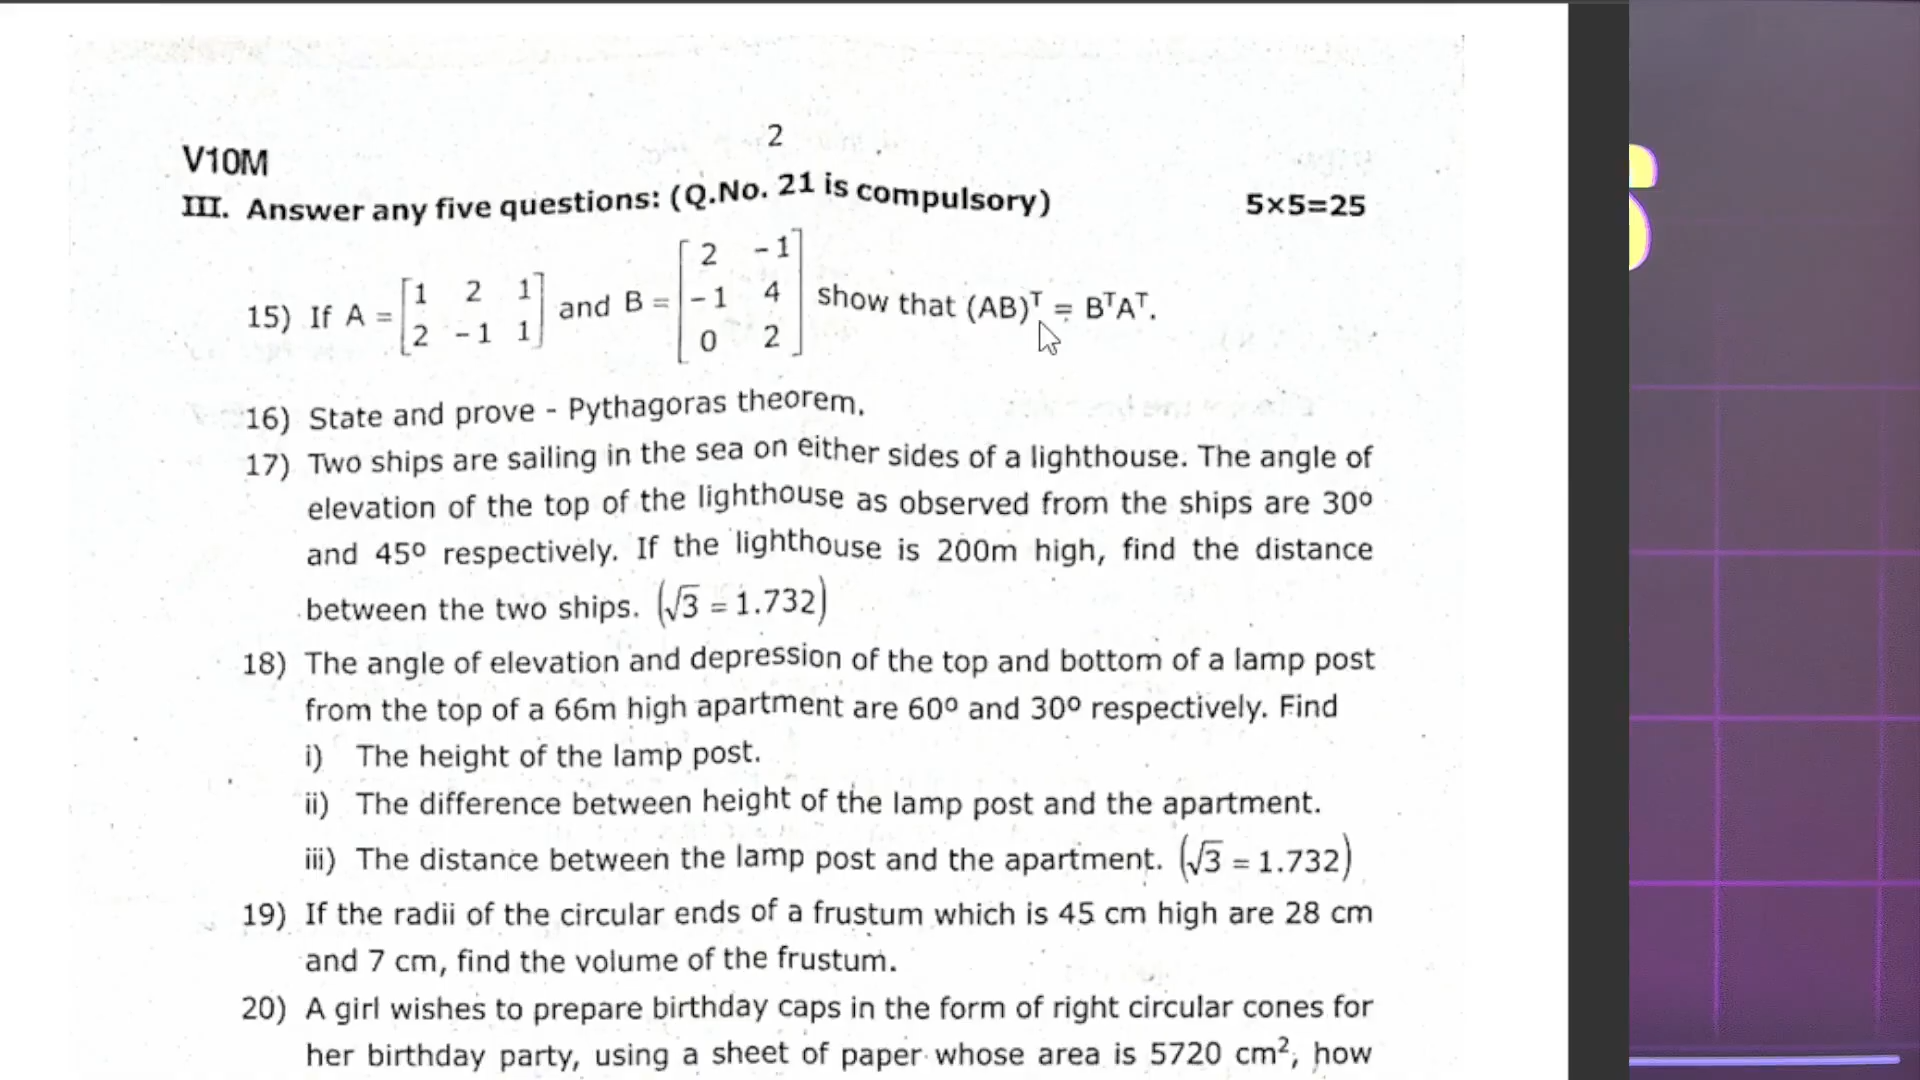 2
V10M
III. Answer any five questions: (Q.No. 21 is compulsory) 5×5=25
15) If A = [1 2 1; 2 -1 1] and B = [2 -1; -1 4; 0 2] show that (AB)ᵀ = BᵀAᵀ.
16) State and prove - Pythagoras theorem.
17) Two ships are sailing in the sea on either sides of a lighthouse. The angle of
elevation of the top of the lighthouse as observed from the ships are 30º
and 45º respectively. If the lighthouse is 200m high, find the distance
between the two ships. (√3 = 1.732)
18) The angle of elevation and depression of the top and bottom of a lamp post
from the top of a 66m high apartment are 60º and 30º respectively. Find
i) The height of the lamp post.
ii) The difference between height of the lamp post and the apartment.
iii) The distance between the lamp post and the apartment. (√3 = 1.732)
19) If the radii of the circular ends of a frustum which is 45 cm high are 28 cm
and 7 cm, find the volume of the frustum.
20) A girl wishes to prepare birthday caps in the form of right circular cones for
her birthday party, using a sheet of paper whose area is 5720 cm², how